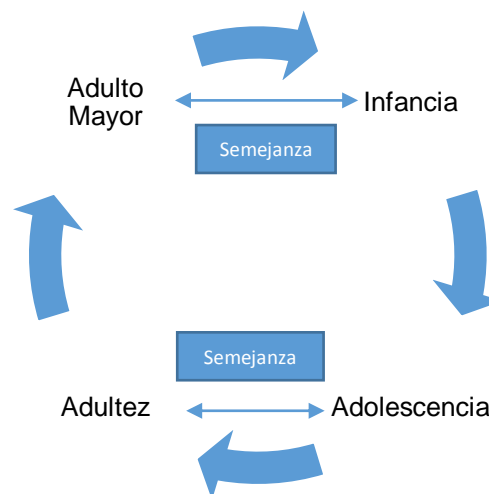 Adulto
Mayor
Infancia
Semejanza
Semejanza
Adultez
Adolescencia